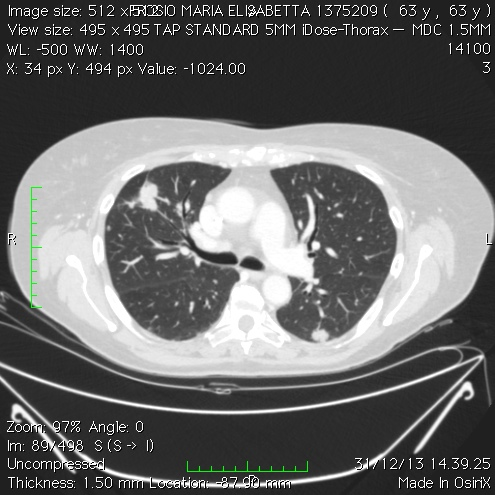 Image size: 512 x 512
MARIA ELISABETTA 1375209 ( 63 y , 63 y )
View size: 495 x 495
TAP STANDARD 5MM iDose-Thorax — MDC 1.5MM
WL: -500 WW: 1400
14100
X: 34 px Y: 494 px Value: -1024.00
3
R
L
Zoom: 97% Angle: 0
Im: 89/498 S (S -> I)
Uncompressed
31/12/13 14.39.25
Thickness: 1.50 mm Location: -87.90 mm
Made In OsiriX